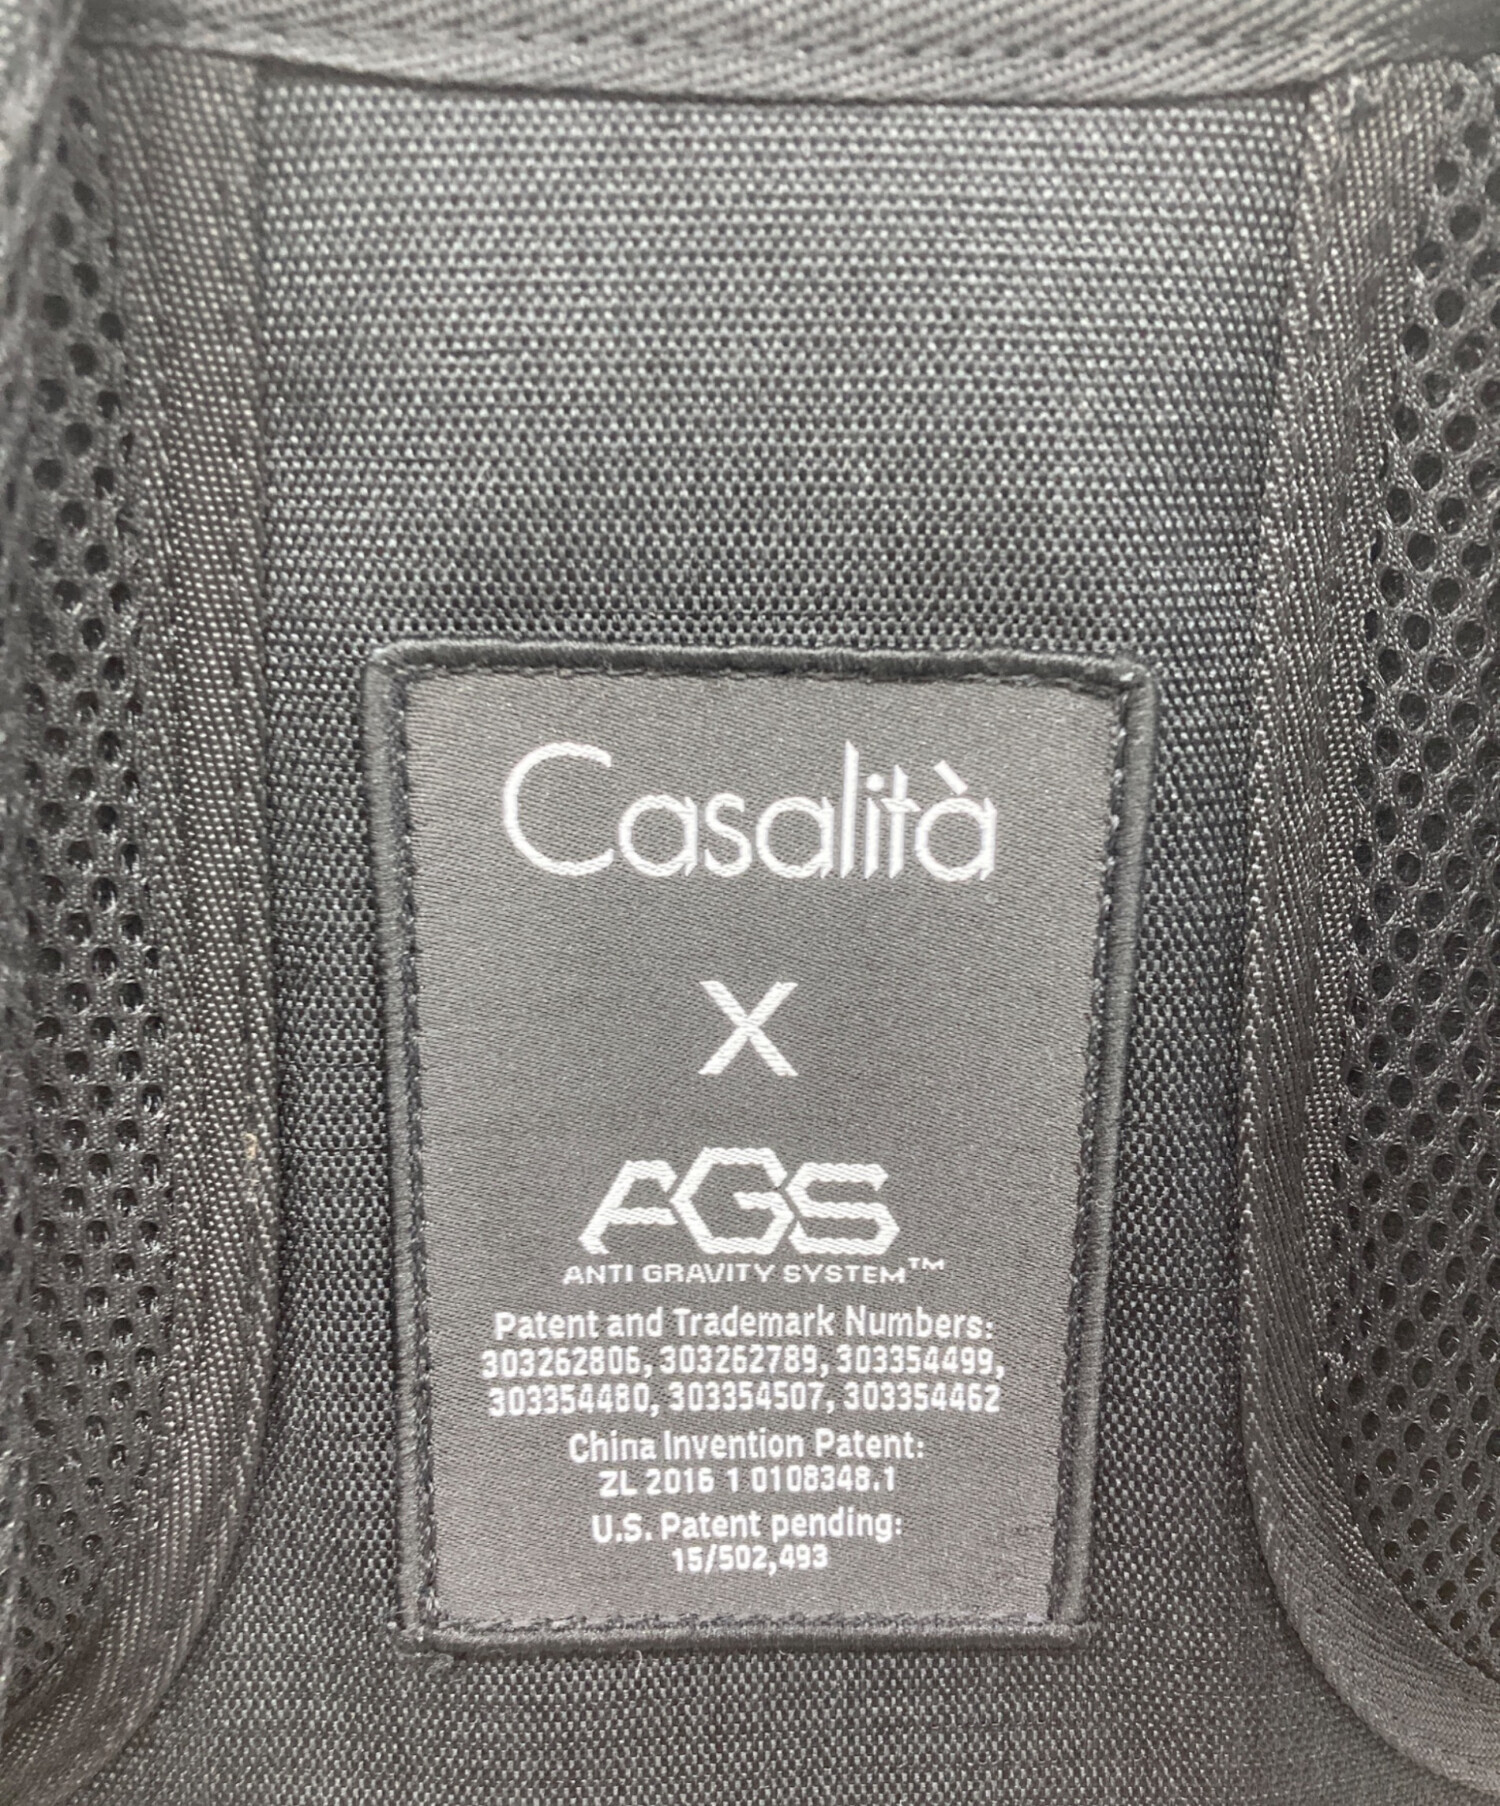 Casalità
X
AGS
ANTI GRAVITY SYSTEM™
Patent and Trademark Numbers:
303262806, 303262789, 303354499,
303354480, 303354507, 303354462
China Invention Patent:
ZL 2016 1 0108348.1
U.S. Patent pending:
15/502,493